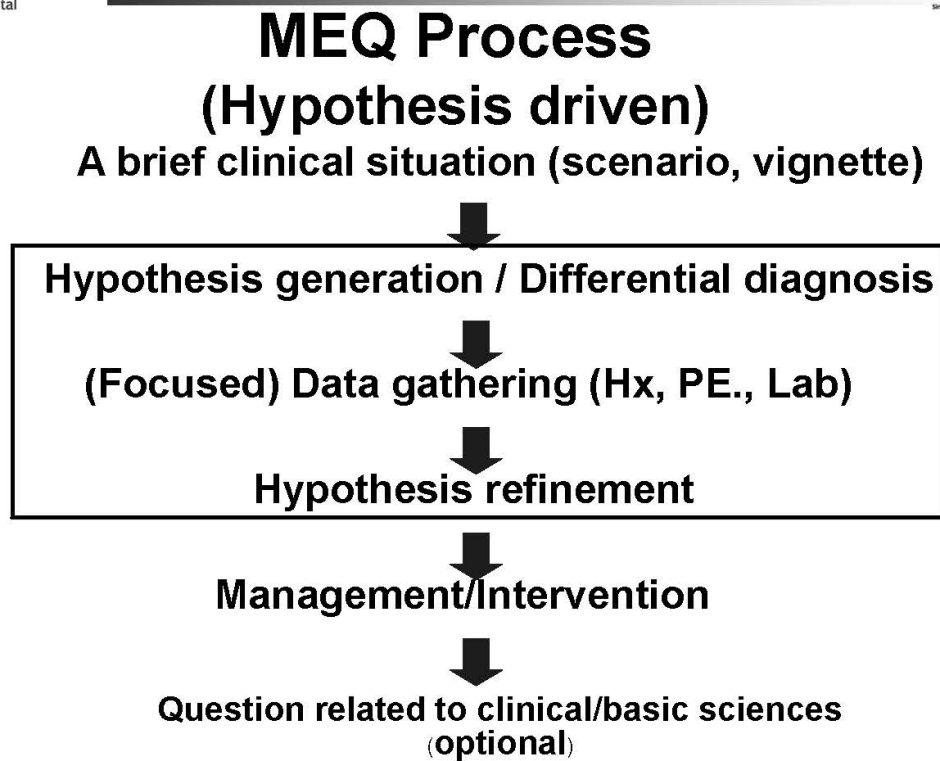 tal
MEQ Process
(Hypothesis driven)
A brief clinical situation (scenario, vignette)
Hypothesis generation / Differential diagnosis
(Focused) Data gathering (Hx, PE., Lab)
Hypothesis refinement
Management/Intervention
Question related to clinical/basic sciences
(optional)